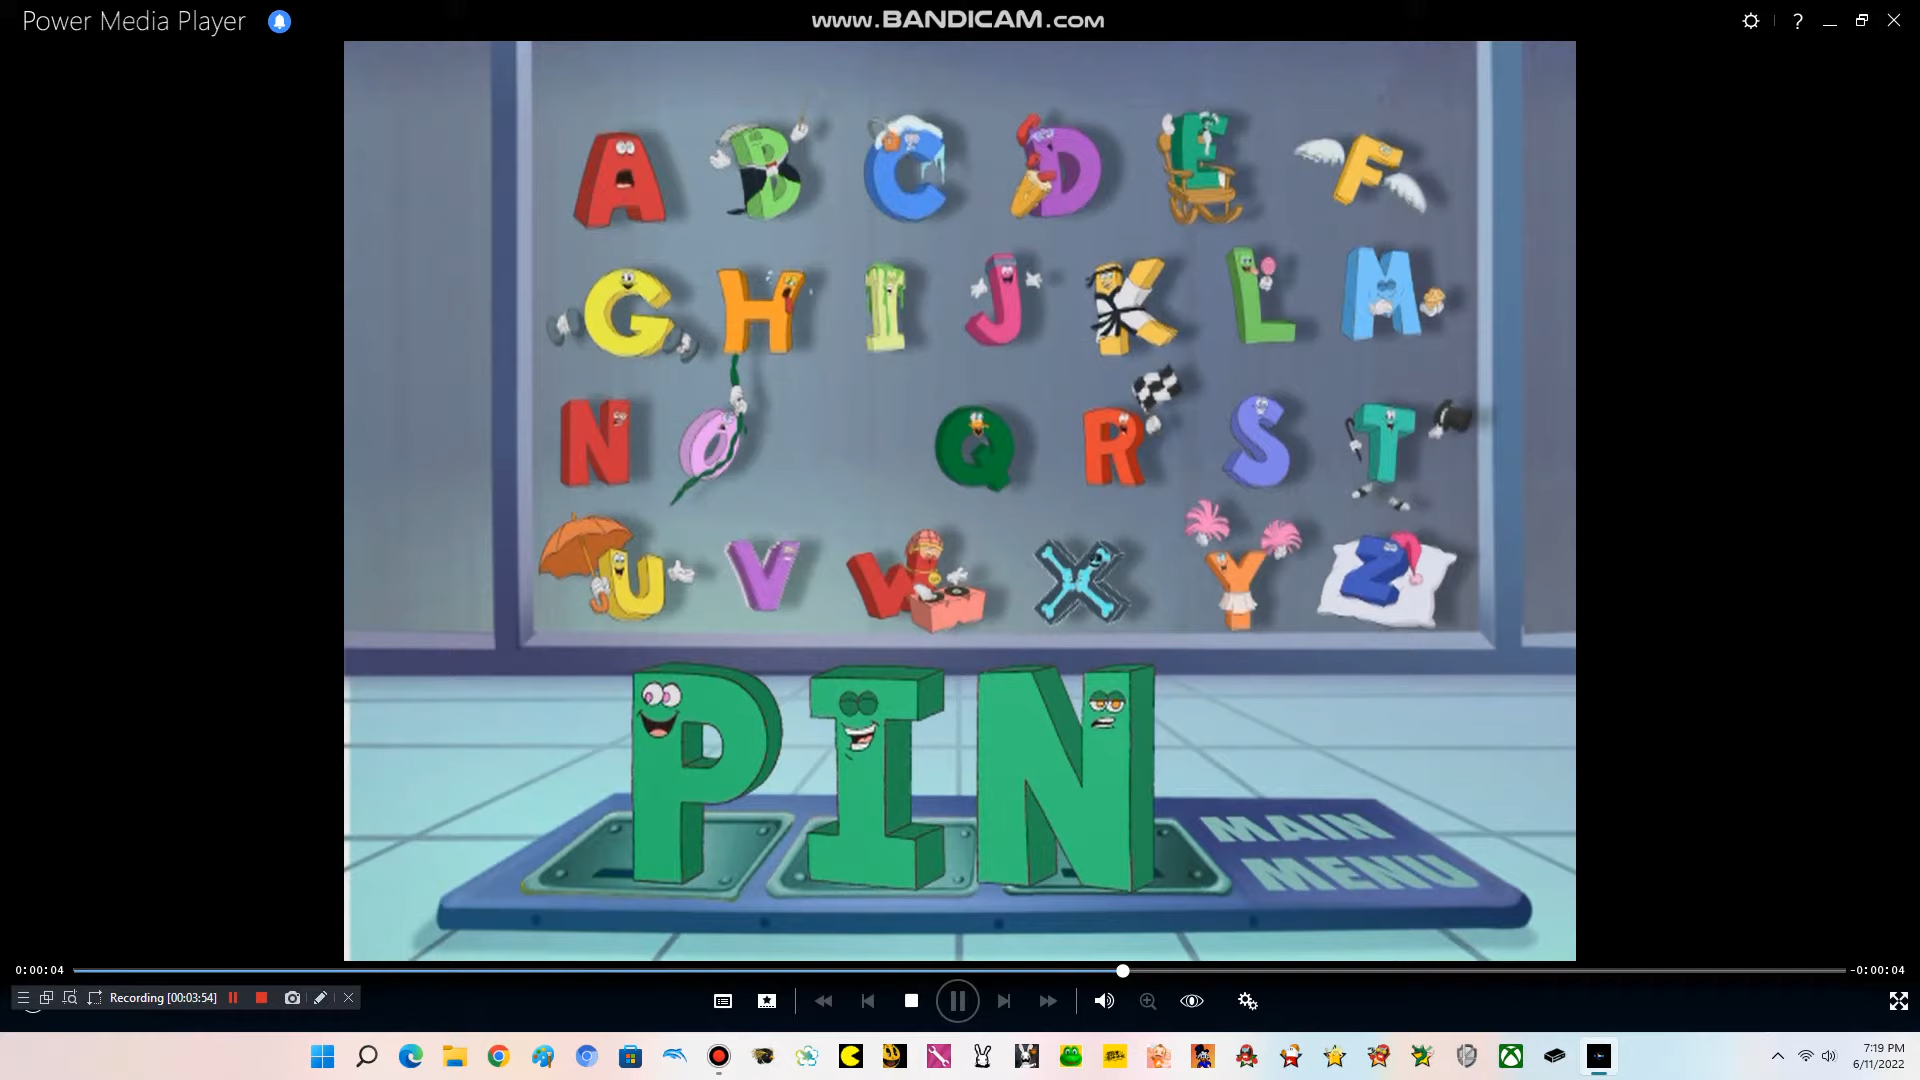 Power Media Player
www.BANDICAM.com
A B C D E F
G H I J K L M
N O Q R S T
U V W X Y Z
PIN
MAIN
MENU
0:00:04
-0:00:04
Recording [00:03:54]
7:19 PM
6/11/2022